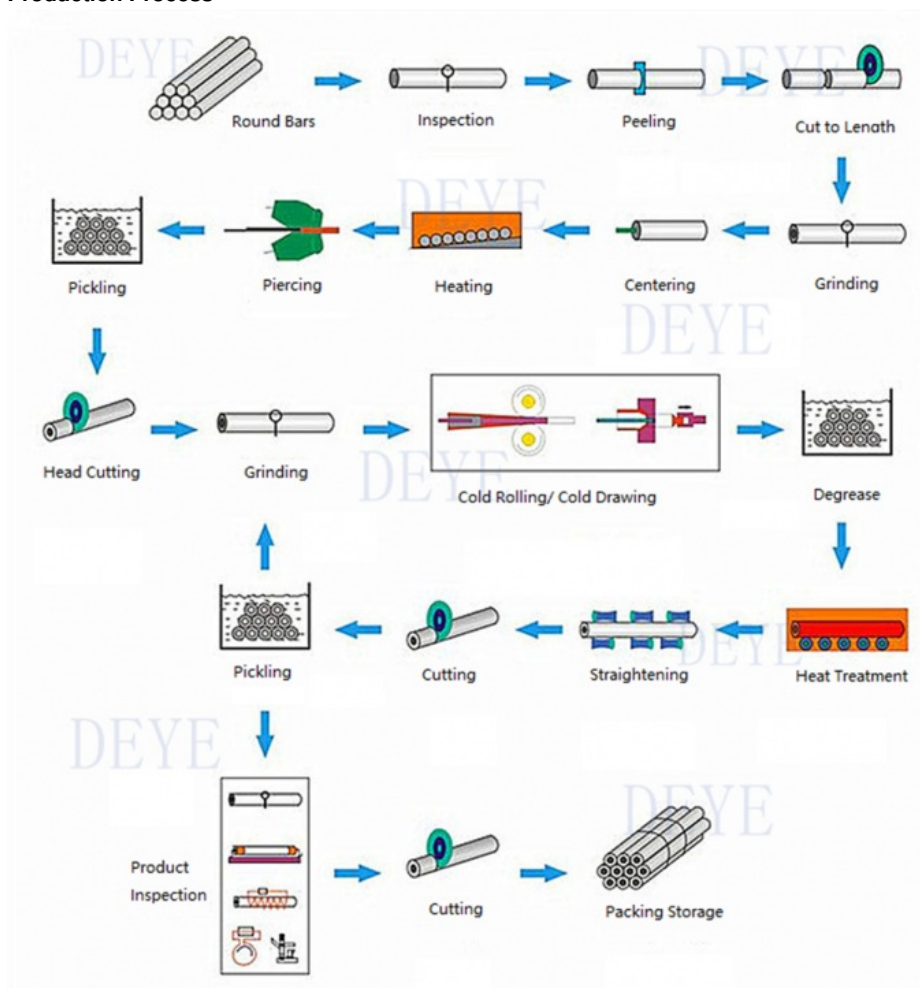 Production Process
DEYE
DEYE
Round Bars
Inspection
Peeling
Cut to Length
DEYE
Pickling
Piercing
Heating
Centering
Grinding
DEYE
Head Cutting
Grinding
DEYE
Cold Rolling/ Cold Drawing
Degrease
Pickling
Cutting
Straightening
DEYE
Heat Treatment
DEYE
DEYE
Product
Inspection
Cutting
Packing Storage